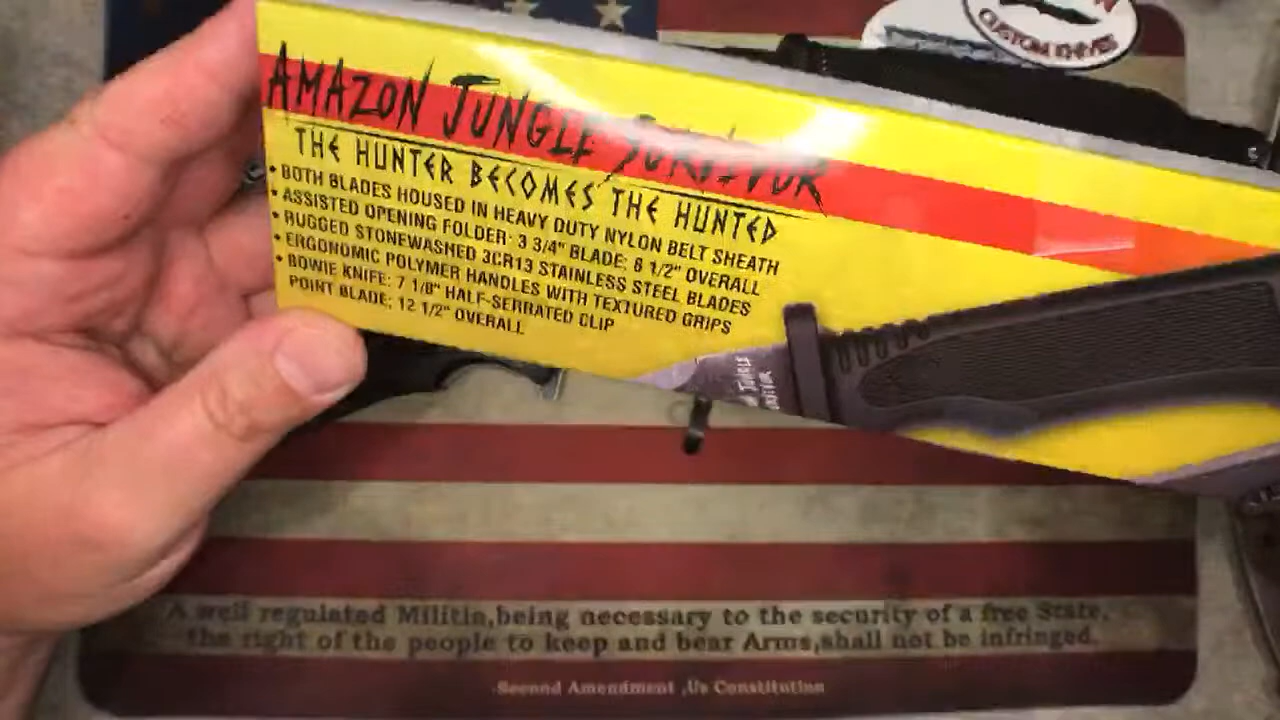 CUSTOM KNIVES
AMAZON JUNGLE SURVIVOR
THE HUNTER BECOMES THE HUNTED
• BOTH BLADES HOUSED IN HEAVY DUTY NYLON BELT SHEATH
• ASSISTED OPENING FOLDER: 3 3/4" BLADE; 8 1/2" OVERALL
• RUGGED STONEWASHED 3CR13 STAINLESS STEEL BLADES
• ERGONOMIC POLYMER HANDLES WITH TEXTURED GRIPS
• BOWIE KNIFE: 7 1/8" HALF-SERRATED CLIP
POINT BLADE; 12 1/2" OVERALL
JUNGLE
A well regulated Militin,being necessary to the security of a free State,
the right of the people to keep and bear Arms,shall not be infringed.
-Second Amendment ,Us Constitution